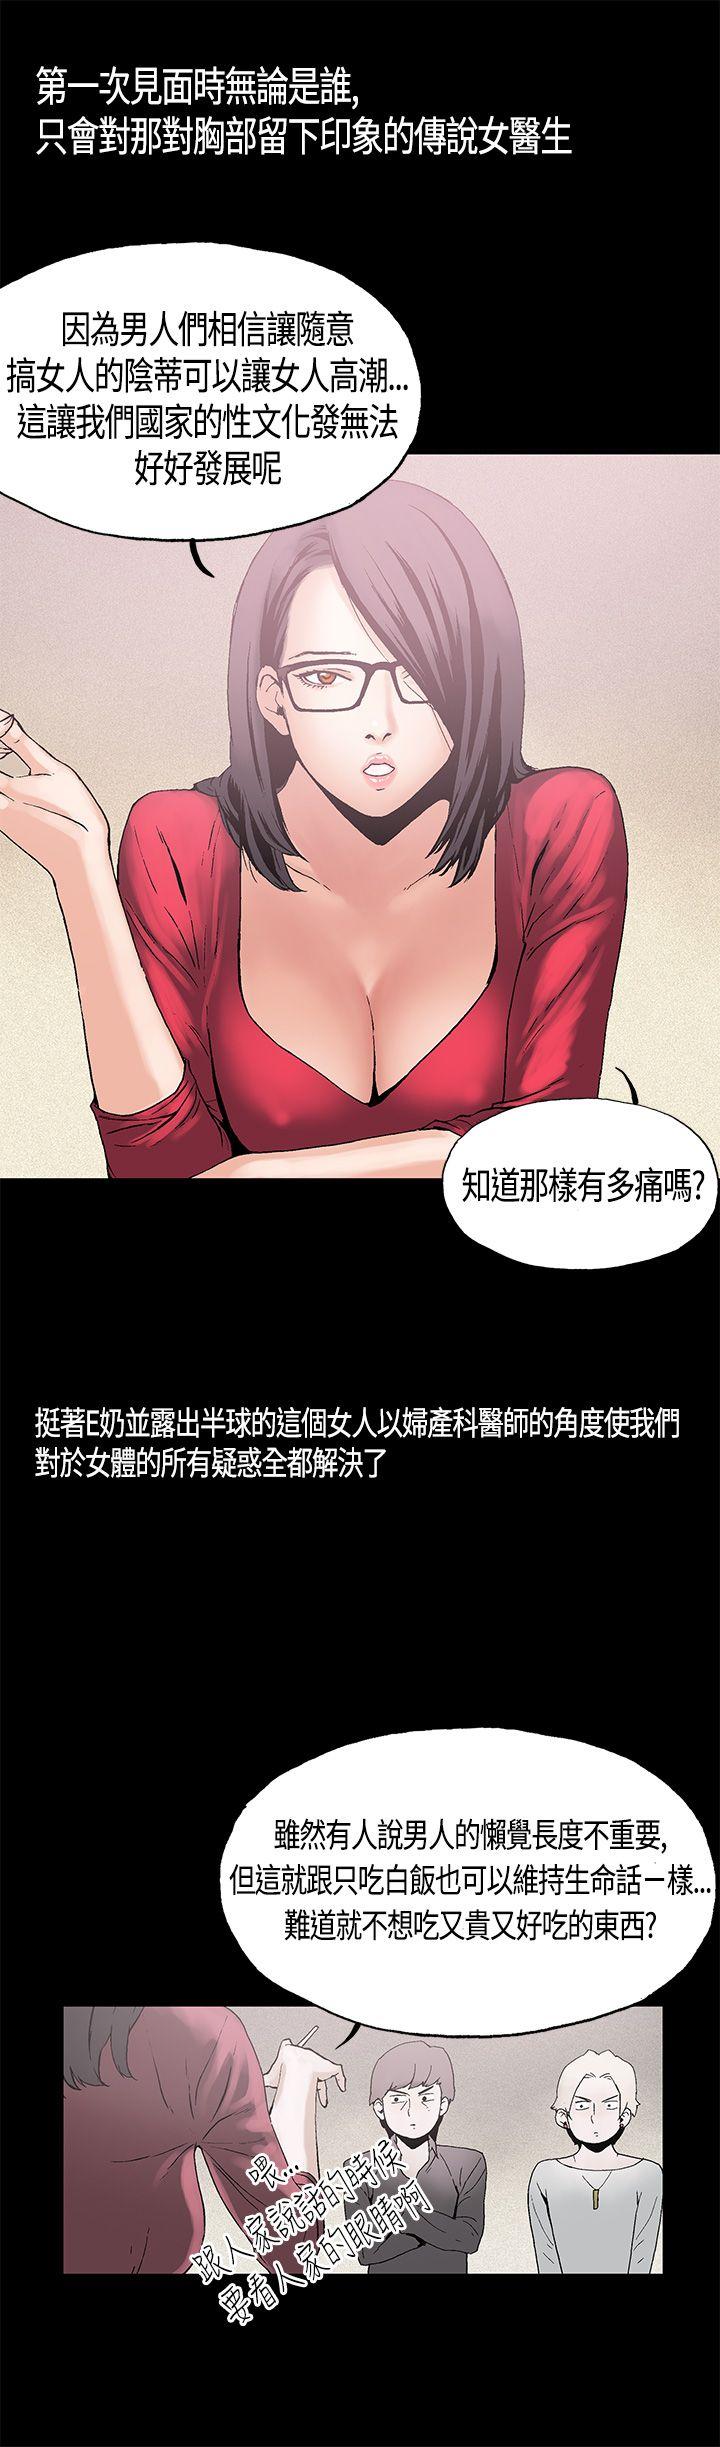 第一次見面時無論是誰,
只會對那對胸部留下印象的傳說女醫生
因為男人們相信讓隨意
搞女人的陰蒂可以讓女人高潮...
這讓我們國家的性文化發無法
好好發展呢
知道那樣有多痛嗎?
挺著E奶並露出半球的這個女人以婦產科醫師的角度使我們
對於女體的所有疑惑全都解決了
雖然有人說男人的懶覺長度不重要,
但這就跟只吃白飯也可以維持生命話一樣...
難道就不想吃又貴又好吃的東西?
喂...
跟人家說話的時候
要看人家的眼睛啊